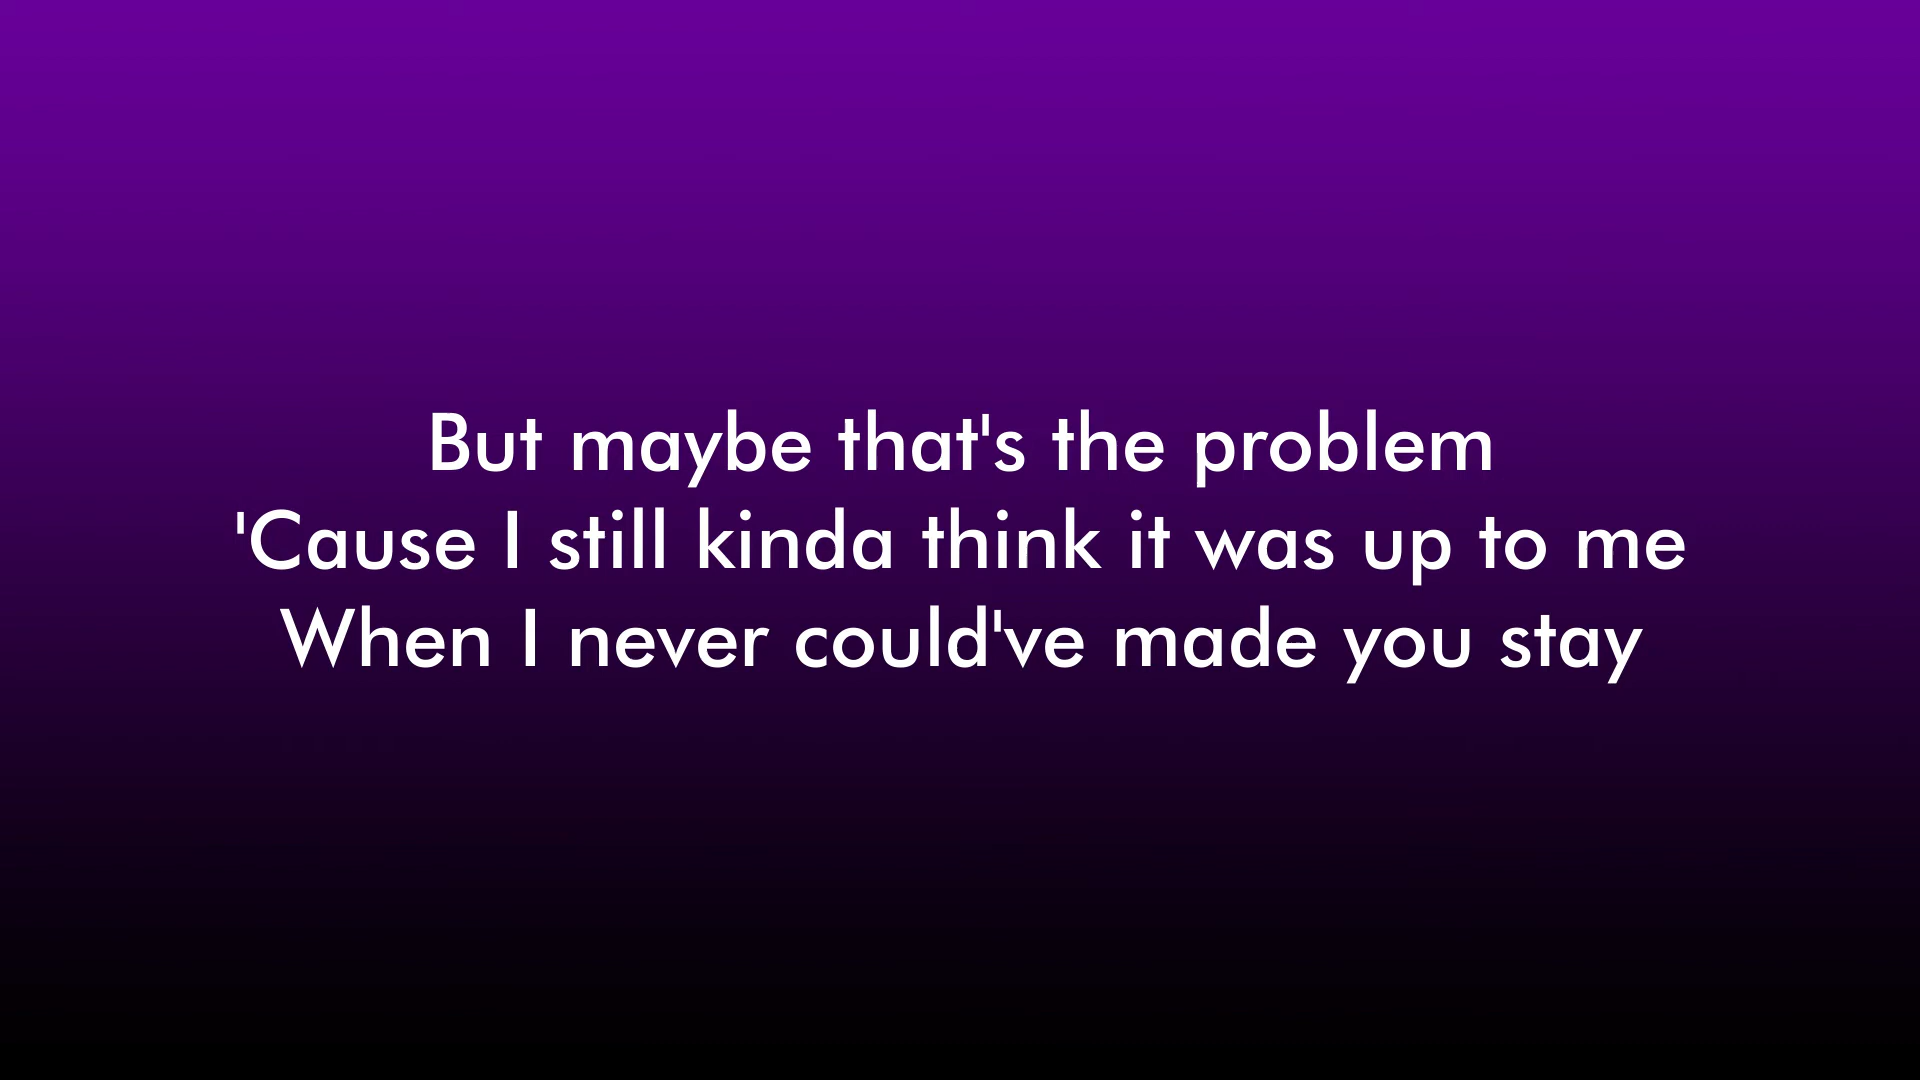 But maybe that's the problem
'Cause I still kinda think it was up to me
When I never could've made you stay